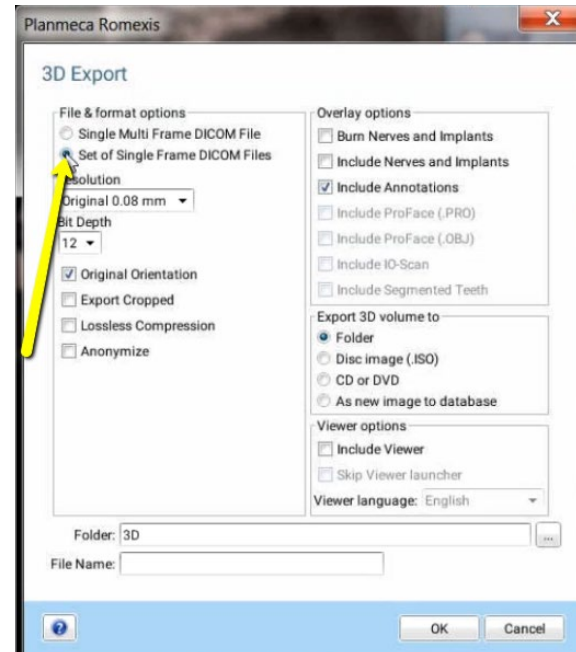 Planmeca Romexis
3D Export
File & format options
Single Multi Frame DICOM File
Set of Single Frame DICOM Files
Resolution
Original 0.08 mm
Bit Depth
12
Original Orientation
Export Cropped
Lossless Compression
Anonymize
Overlay options
Burn Nerves and Implants
Include Nerves and Implants
Include Annotations
Include ProFace (.PRO)
Include ProFace (.OBJ)
Include IO-Scan
Include Segmented Teeth
Export 3D volume to
Folder
Disc image (.ISO)
CD or DVD
As new image to database
Viewer options
Include Viewer
Skip Viewer launcher
Viewer language: English
Folder: 3D
...
File Name:
?
OK
Cancel